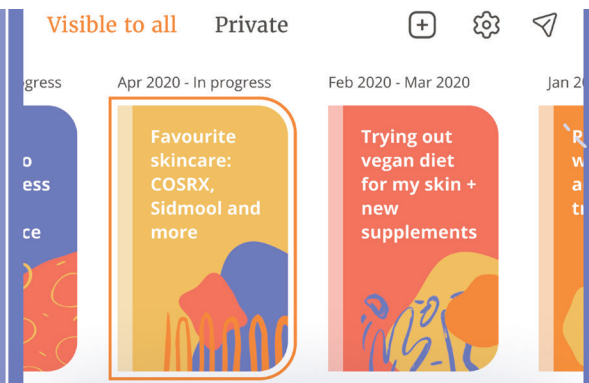 Visible to all Private
gress Apr 2020 - In progress Feb 2020 - Mar 2020 Jan 2
o
ess
ce
Favourite
skincare:
COSRX,
Sidmool and
more
Trying out
vegan diet
for my skin +
new
supplements